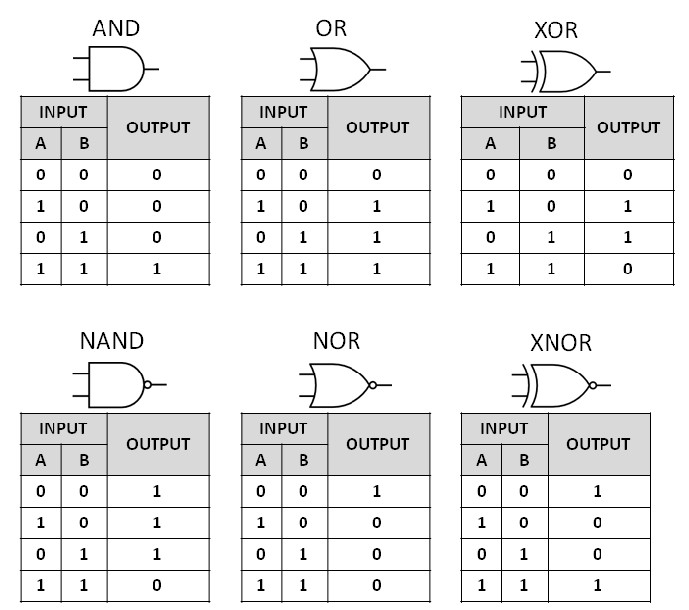 AND
INPUT OUTPUT
A B
0 0 0
1 0 0
0 1 0
1 1 1
OR
INPUT OUTPUT
A B
0 0 0
1 0 1
0 1 1
1 1 1
XOR
INPUT OUTPUT
A B
0 0 0
1 0 1
0 1 1
1 1 0
NAND
INPUT OUTPUT
A B
0 0 1
1 0 1
0 1 1
1 1 0
NOR
INPUT OUTPUT
A B
0 0 1
1 0 0
0 1 0
1 1 0
XNOR
INPUT OUTPUT
A B
0 0 1
1 0 0
0 1 0
1 1 1